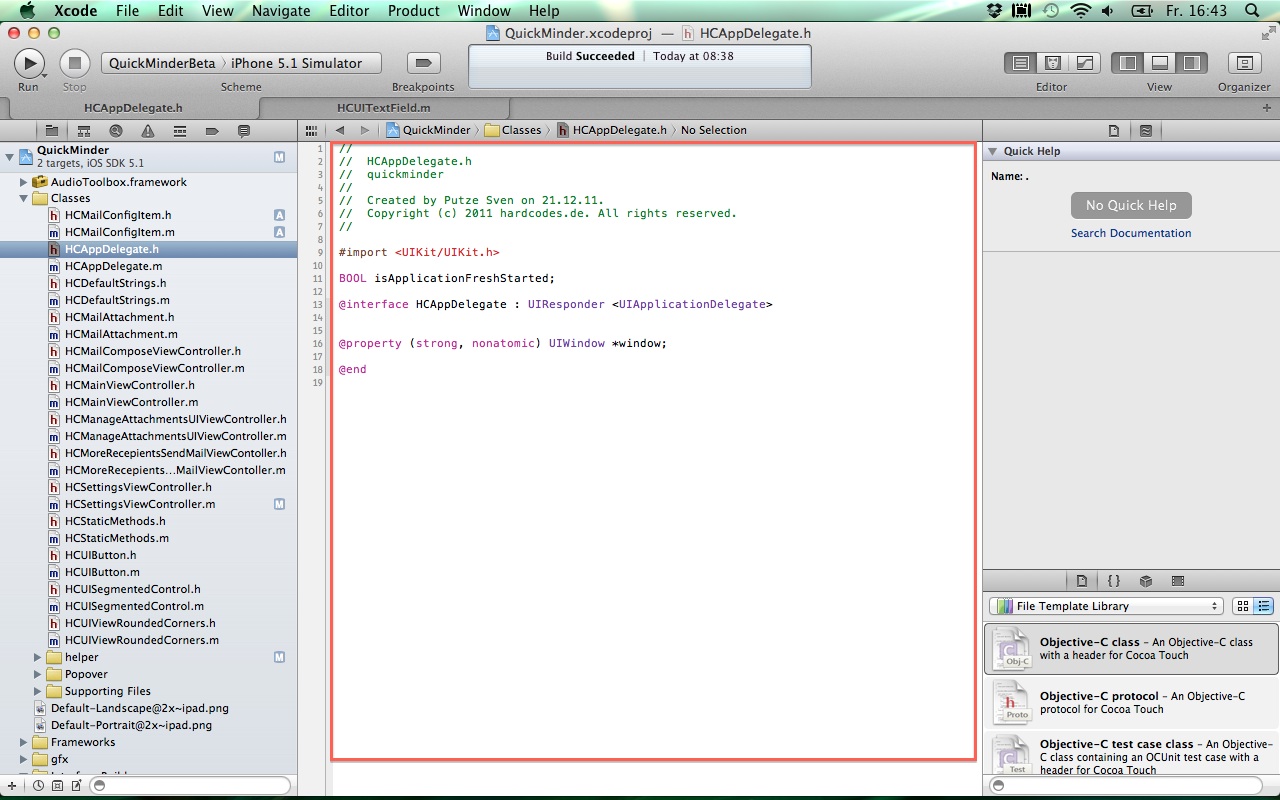 Xcode File Edit View Navigate Editor Product Window Help Fr. 16:43
QuickMinder.xcodeproj — h HCAppDelegate.h
QuickMinderBeta › iPhone 5.1 Simulator
Build Succeeded | Today at 08:38
Run Stop Scheme Breakpoints Editor View Organizer
HCAppDelegate.h HCUITextField.m
QuickMinder › Classes › h HCAppDelegate.h › No Selection
QuickMinder M
2 targets, iOS SDK 5.1
AudioToolbox.framework
Classes
h HCMailConfigItem.h A
m HCMailConfigItem.m A
h HCAppDelegate.h
m HCAppDelegate.m
h HCDefaultStrings.h
m HCDefaultStrings.m
h HCMailAttachment.h
m HCMailAttachment.m
h HCMailComposeViewController.h
m HCMailComposeViewController.m
h HCMainViewController.h
m HCMainViewController.m
h HCManageAttachmentsUIViewController.h
m HCManageAttachmentsUIViewController.m
h HCMoreRecepientsSendMailViewContoller.h
m HCMoreRecepients...MailViewContoller.m
h HCSettingsViewController.h
m HCSettingsViewController.m M
h HCStaticMethods.h
m HCStaticMethods.m
h HCUIButton.h
m HCUIButton.m
h HCUISegmentedControl.h
m HCUISegmentedControl.m
h HCUIViewRoundedCorners.h
m HCUIViewRoundedCorners.m
helper M
Popover
Supporting Files
Default-Landscape@2x~ipad.png
Default-Portrait@2x~ipad.png
Frameworks
gfx
1 //
2 //  HCAppDelegate.h
3 //  quickminder
4 //
5 //  Created by Putze Sven on 21.12.11.
6 //  Copyright (c) 2011 hardcodes.de. All rights reserved.
7 //
8
9 #import <UIKit/UIKit.h>
10
11 BOOL isApplicationFreshStarted;
12
13 @interface HCAppDelegate : UIResponder <UIApplicationDelegate>
14
15
16 @property (strong, nonatomic) UIWindow *window;
17
18 @end
19
Quick Help
Name: .
No Quick Help
Search Documentation
{ }
File Template Library
Obj-C
Objective-C class – An Objective-C class
with a header for Cocoa Touch
h
Proto
Objective-C protocol – An Objective-C
protocol for Cocoa Touch
Test
Objective-C test case class – An Objective-
C class containing an OCUnit test case with a
header for Cocoa Touch